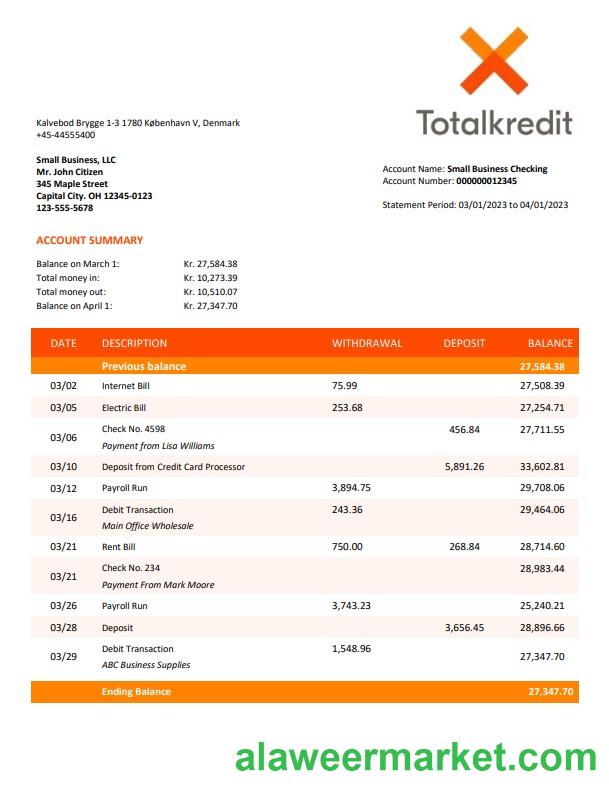 Totalkredit
Kalvebod Brygge 1-3 1780 København V, Denmark
+45-44555400
Small Business, LLC
Mr. John Citizen
345 Maple Street
Capital City. OH 12345-0123
123-555-5678
Account Name: Small Business Checking
Account Number: 000000012345
Statement Period: 03/01/2023 to 04/01/2023
ACCOUNT SUMMARY
Balance on March 1: Kr. 27,584.38
Total money in: Kr. 10,273.39
Total money out: Kr. 10,510.07
Balance on April 1: Kr. 27,347.70
DATE DESCRIPTION WITHDRAWAL DEPOSIT BALANCE
Previous balance 27,584.38
03/02 Internet Bill 75.99 27,508.39
03/05 Electric Bill 253.68 27,254.71
03/06 Check No. 4598 456.84 27,711.55
Payment from Lisa Williams
03/10 Deposit from Credit Card Processor 5,891.26 33,602.81
03/12 Payroll Run 3,894.75 29,708.06
03/16 Debit Transaction 243.36 29,464.06
Main Office Wholesale
03/21 Rent Bill 750.00 268.84 28,714.60
03/21 Check No. 234 28,983.44
Payment From Mark Moore
03/26 Payroll Run 3,743.23 25,240.21
03/28 Deposit 3,656.45 28,896.66
03/29 Debit Transaction 1,548.96 27,347.70
ABC Business Supplies
Ending Balance 27,347.70
alaweermarket.com